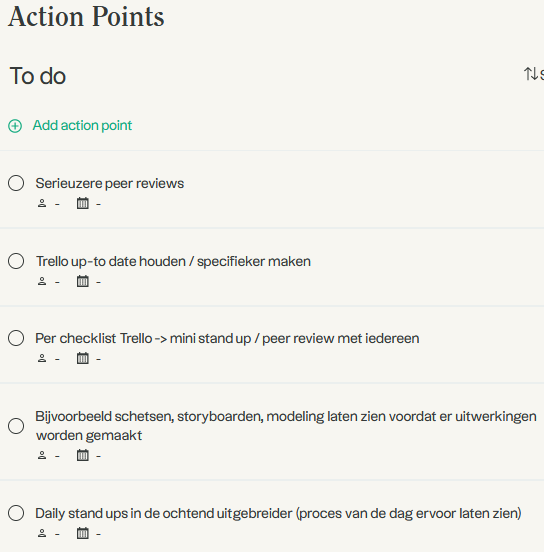 Action Points
To do
Add action point
Serieuzere peer reviews
- -
Trello up-to date houden / specifieker maken
- -
Per checklist Trello -> mini stand up / peer review met iedereen
- -
Bijvoorbeeld schetsen, storyboarden, modeling laten zien voordat er uitwerkingen
worden gemaakt
- -
Daily stand ups in de ochtend uitgebreider (proces van de dag ervoor laten zien)
- -